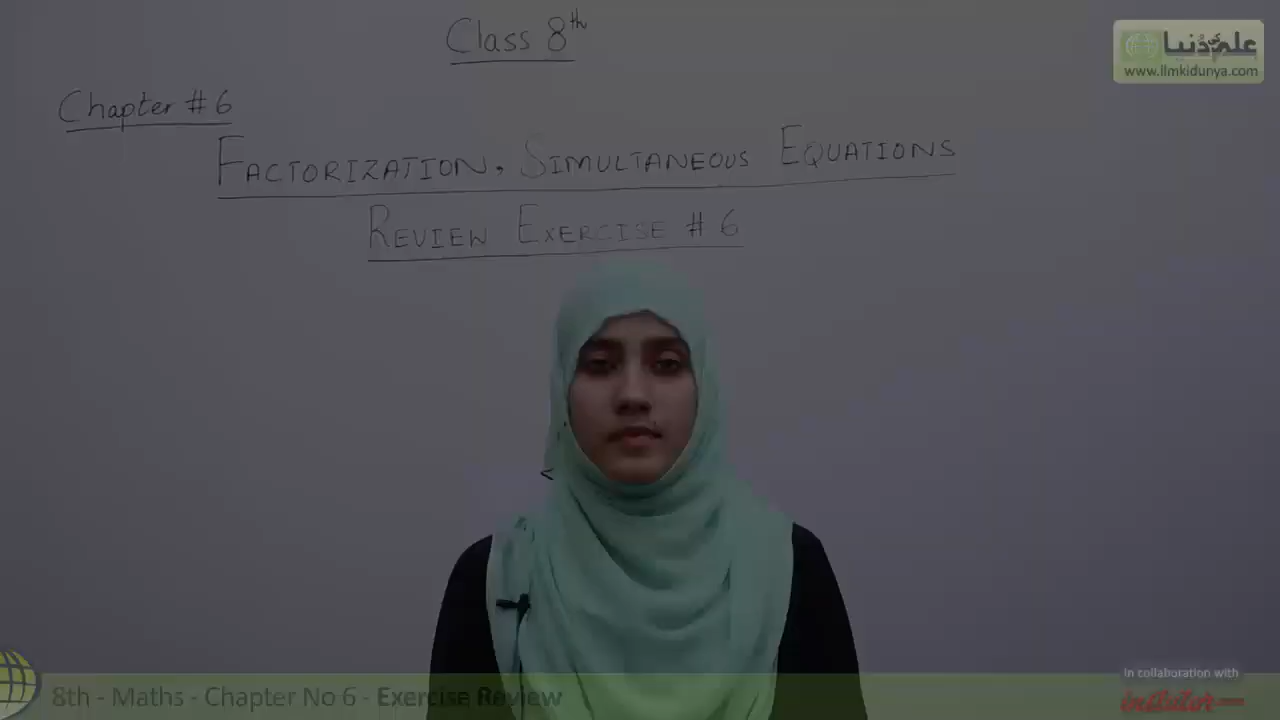 Class 8th
علم کی دنیا
www.Ilmkidunya.com
Chapter # 6
FACTORIZATION, SIMULTANEOUS EQUATIONS
REVIEW EXERCISE # 6
<
In collaboration with
8th - Maths - Chapter No 6 - Exercise Review